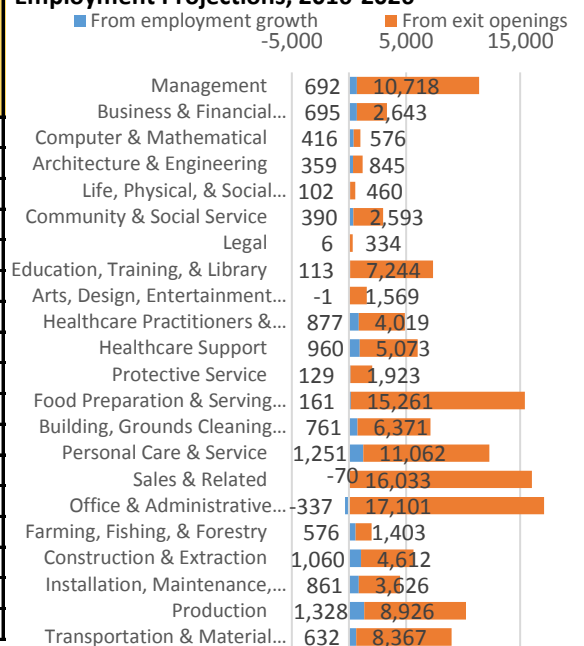 Employment Projections, 2016-2026
From employment growth From exit openings
-5,000 5,000 15,000
Management 692 10,718
Business & Financial... 695 2,643
Computer & Mathematical 416 576
Architecture & Engineering 359 845
Life, Physical, & Social... 102 460
Community & Social Service 390 2,593
Legal 6 334
Education, Training, & Library 113 7,244
Arts, Design, Entertainment... -1 1,569
Healthcare Practitioners &... 877 4,019
Healthcare Support 960 5,073
Protective Service 129 1,923
Food Preparation & Serving... 161 15,261
Building, Grounds Cleaning... 761 6,371
Personal Care & Service 1,251 11,062
Sales & Related -70 16,033
Office & Administrative... -337 17,101
Farming, Fishing, & Forestry 576 1,403
Construction & Extraction 1,060 4,612
Installation, Maintenance,... 861 3,626
Production 1,328 8,926
Transportation & Material... 632 8,367